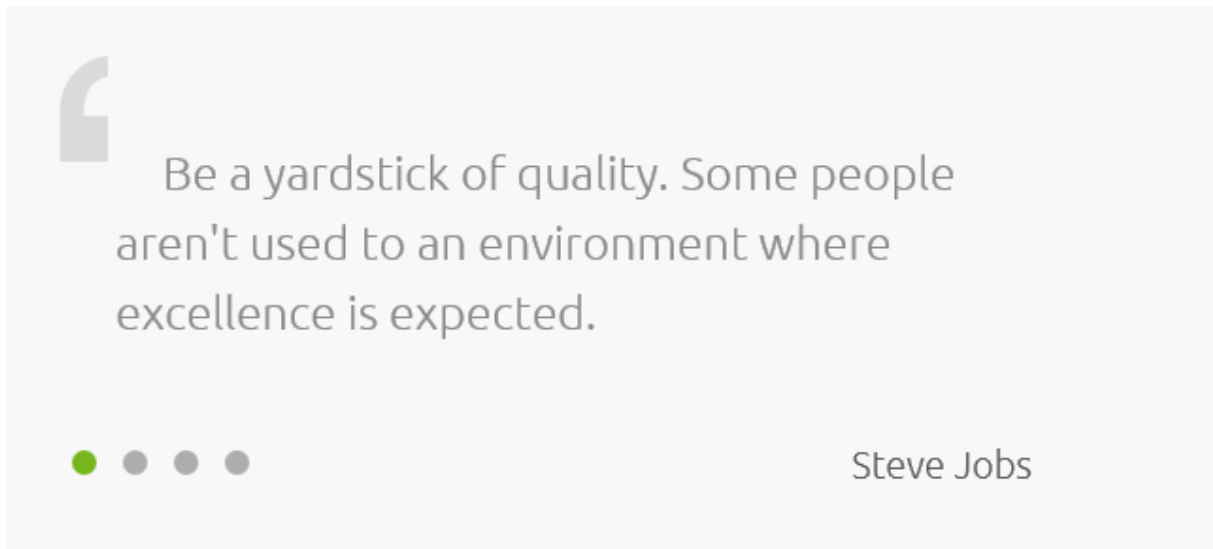 Be a yardstick of quality. Some people
aren't used to an environment where
excellence is expected.
Steve Jobs